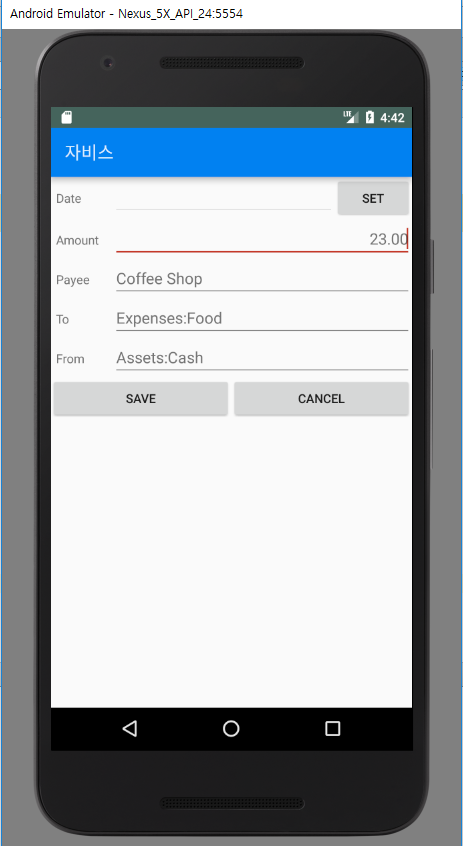 Android Emulator - Nexus_5X_API_24:5554
LTE 4:42
자비스
Date SET
Amount 23.00
Payee Coffee Shop
To Expenses:Food
From Assets:Cash
SAVE CANCEL